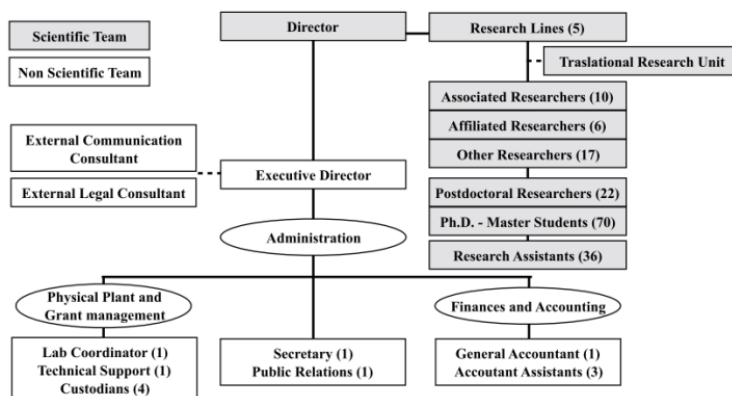 Scientific Team
Non Scientific Team
Director
Research Lines (5)
Traslational Research Unit
Associated Researchers (10)
Affiliated Researchers (6)
Other Researchers (17)
Postdoctoral Researchers (22)
Ph.D. - Master Students (70)
Research Assistants (36)
External Communication
Consultant
External Legal Consultant
Executive Director
Administration
Physical Plant and
Grant management
Finances and Accounting
Lab Coordinator (1)
Technical Support (1)
Custodians (4)
Secretary (1)
Public Relations (1)
General Accountant (1)
Accoutant Assistants (3)